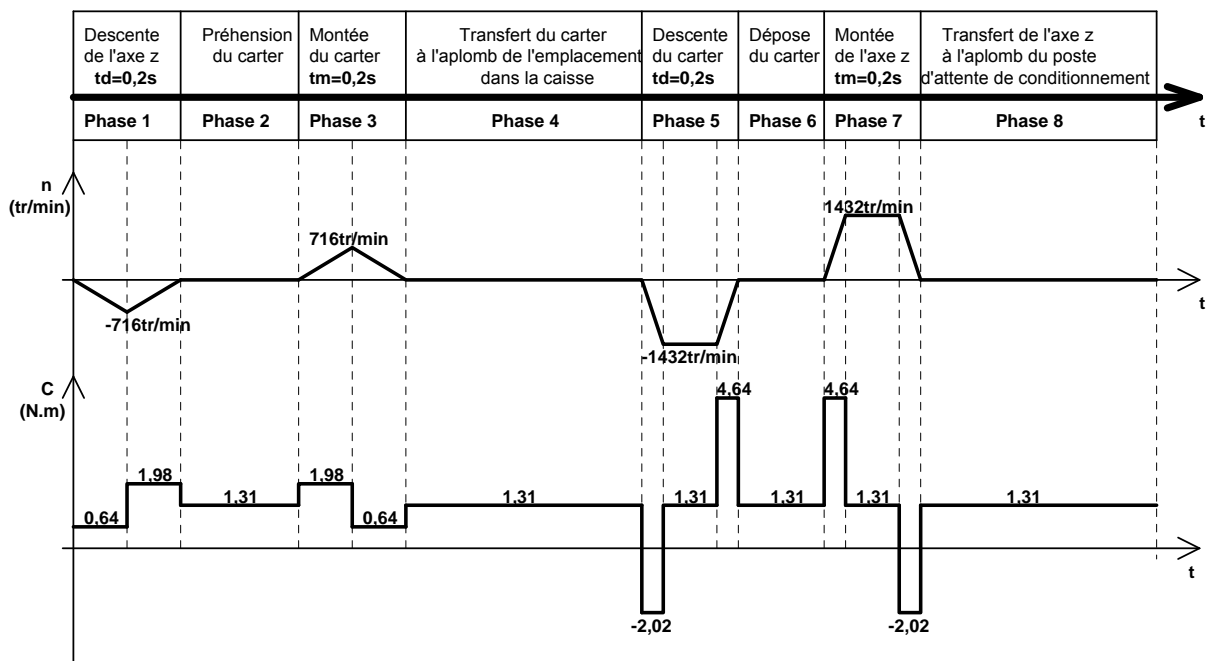 Descente
de l'axe z
td=0,2s
Préhension
du carter
Montée
du carter
tm=0,2s
Transfert du carter
à l'aplomb de l'emplacement
dans la caisse
Descente
du carter
td=0,2s
Dépose
du carter
Montée
de l'axe z
tm=0,2s
Transfert de l'axe z
à l'aplomb du poste
d'attente de conditionnement
t
Phase 1
Phase 2
Phase 3
Phase 4
Phase 5
Phase 6
Phase 7
Phase 8
n
(tr/min)
716tr/min
1432tr/min
-716tr/min
-1432tr/min
t
C
(N.m)
4,64
4,64
1,98
1,98
1,31
1,31
1,31
1,31
1,31
1,31
0,64
0,64
t
-2,02
-2,02